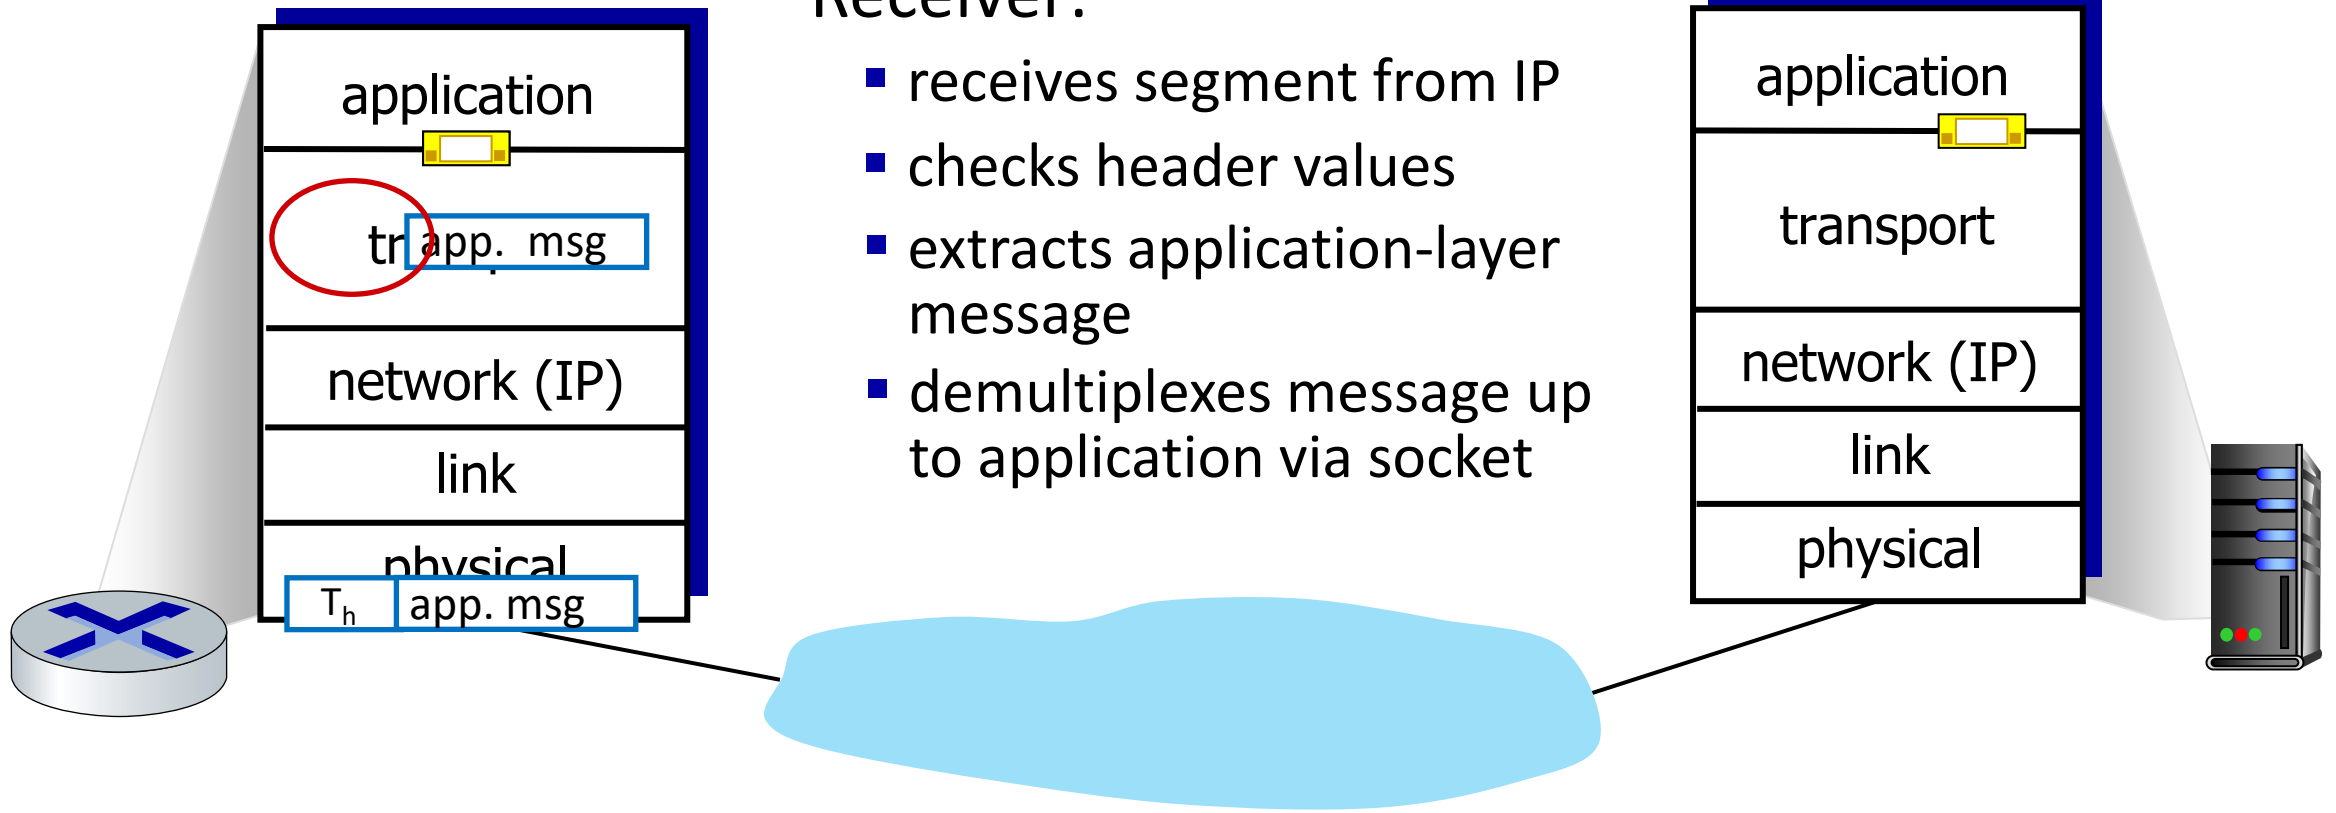 Receiver:
receives segment from IP
checks header values
extracts application-layer
message
demultiplexes message up
to application via socket
application
app. msg
network (IP)
link
physical
Th app. msg
application
transport
network (IP)
link
physical